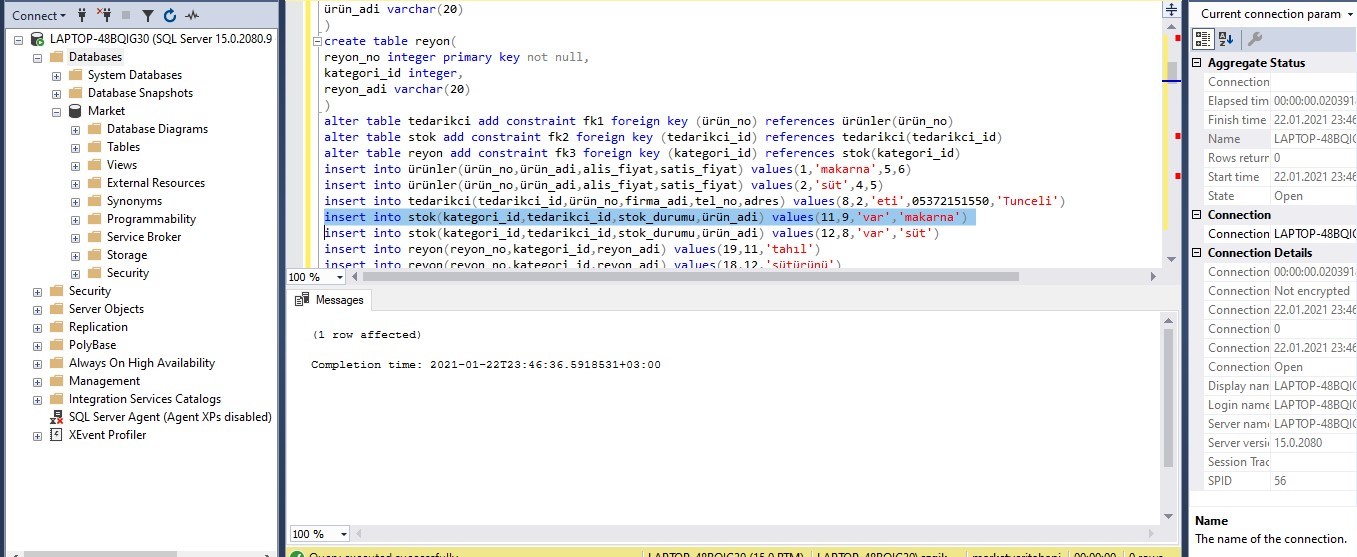 Connect
LAPTOP-48BQIG30 (SQL Server 15.0.2080.9
Databases
System Databases
Database Snapshots
Market
Database Diagrams
Tables
Views
External Resources
Synonyms
Programmability
Service Broker
Storage
Security
Security
Server Objects
Replication
PolyBase
Always On High Availability
Management
Integration Services Catalogs
SQL Server Agent (Agent XPs disabled)
XEvent Profiler
ürün_adi varchar(20)
)
create table reyon(
reyon_no integer primary key not null,
kategori_id integer,
reyon_adi varchar(20)
)
alter table tedarikci add constraint fk1 foreign key (ürün_no) references ürünler(ürün_no)
alter table stok add constraint fk2 foreign key (tedarikci_id) references tedarikci(tedarikci_id)
alter table reyon add constraint fk3 foreign key (kategori_id) references stok(kategori_id)
insert into ürünler(ürün_no,ürün_adi,alis_fiyat,satis_fiyat) values(1,'makarna',5,6)
insert into ürünler(ürün_no,ürün_adi,alis_fiyat,satis_fiyat) values(2,'süt',4,5)
insert into tedarikci(tedarikci_id,ürün_no,firma_adi,tel_no,adres) values(8,2,'eti',05372151550,'Tunceli')
insert into stok(kategori_id,tedarikci_id,stok_durumu,ürün_adi) values(11,9,'var','makarna')
insert into stok(kategori_id,tedarikci_id,stok_durumu,ürün_adi) values(12,8,'var','süt')
insert into reyon(reyon_no,kategori_id,reyon_adi) values(19,11,'tahıl')
insert into reyon(reyon_no,kategori_id,reyon_adi) values(18,12,'sütürünü')
100 %
Messages
(1 row affected)
Completion time: 2021-01-22T23:46:36.5918531+03:00
100 %
Query executed successfully.
LAPTOP-48BQIG30 (15.0 RTM)
00:00:00
0 rows
Current connection param
Aggregate Status
Connection
Elapsed tim 00:00:00.020391
Finish time 22.01.2021 23:46
Name LAPTOP-48BQIG
Rows return 0
Start time 22.01.2021 23:46
State Open
Connection
Connection LAPTOP-48BQIG
Connection Details
Connection 00:00:00.020391
Connection Not encrypted
Connection 22.01.2021 23:46
Connection 0
Connection 22.01.2021 23:46
Connection Open
Display nam LAPTOP-48BQIG
Login name LAPTOP-48BQIG
Server name LAPTOP-48BQIG
Server versi 15.0.2080
Session Trac
SPID 56
Name
The name of the connection.